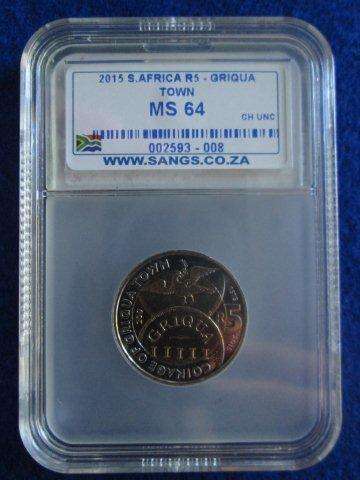 2015 S.AFRICA R5 - GRIQUA
TOWN
MS 64
CH UNC
002593 - 008
WWW.SANGS.CO.ZA
COINAGE OF GRIQUA TOWN
GRIQUA
IIIII
R5